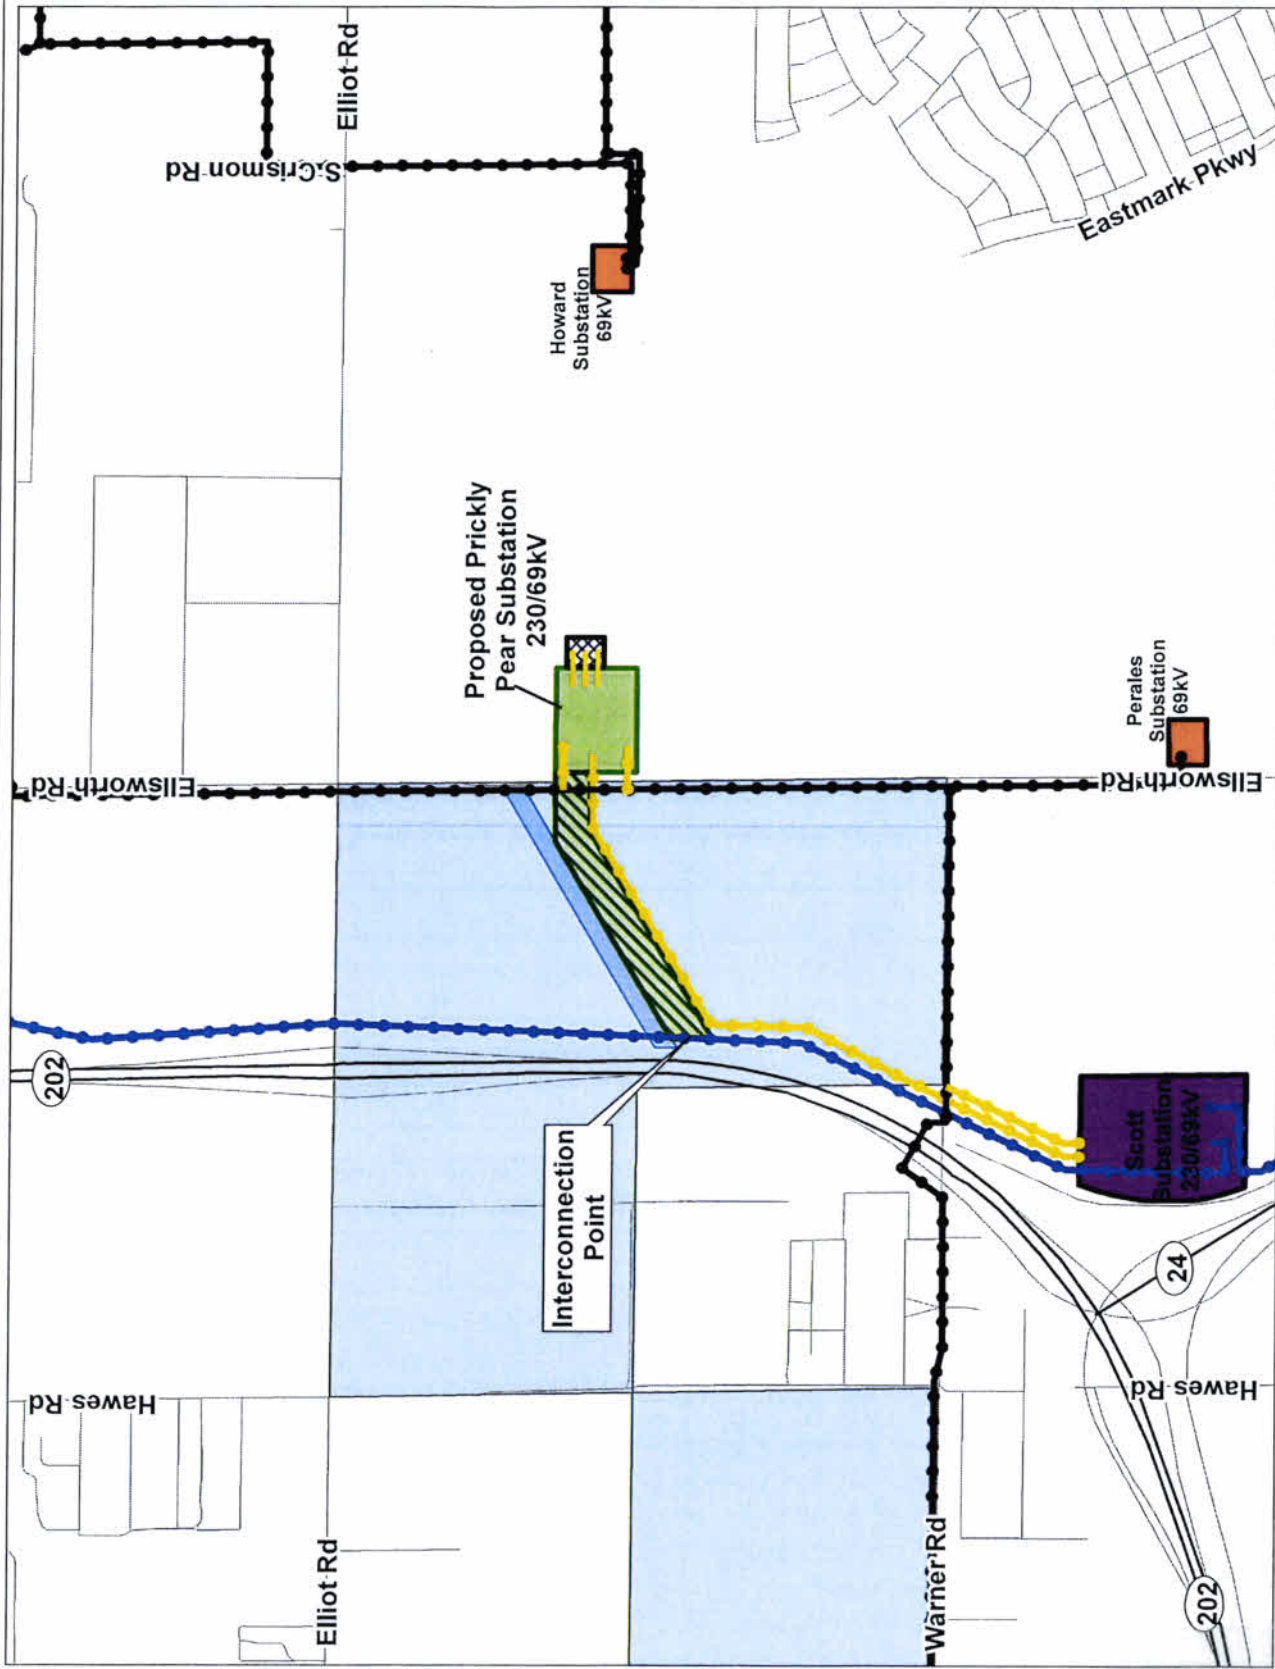 Elliot Rd
S Crismon Rd
Eastmark Pkwy
Howard
Substation
69kV
Proposed Prickly
Pear Substation
230/69kV
Perales
Substation
69kV
Ellsworth Rd
Ellsworth Rd
202
Interconnection
Point
Scott
Substation
230/69kV
24
Hawes Rd
Hawes Rd
Elliot Rd
Warner Rd
202